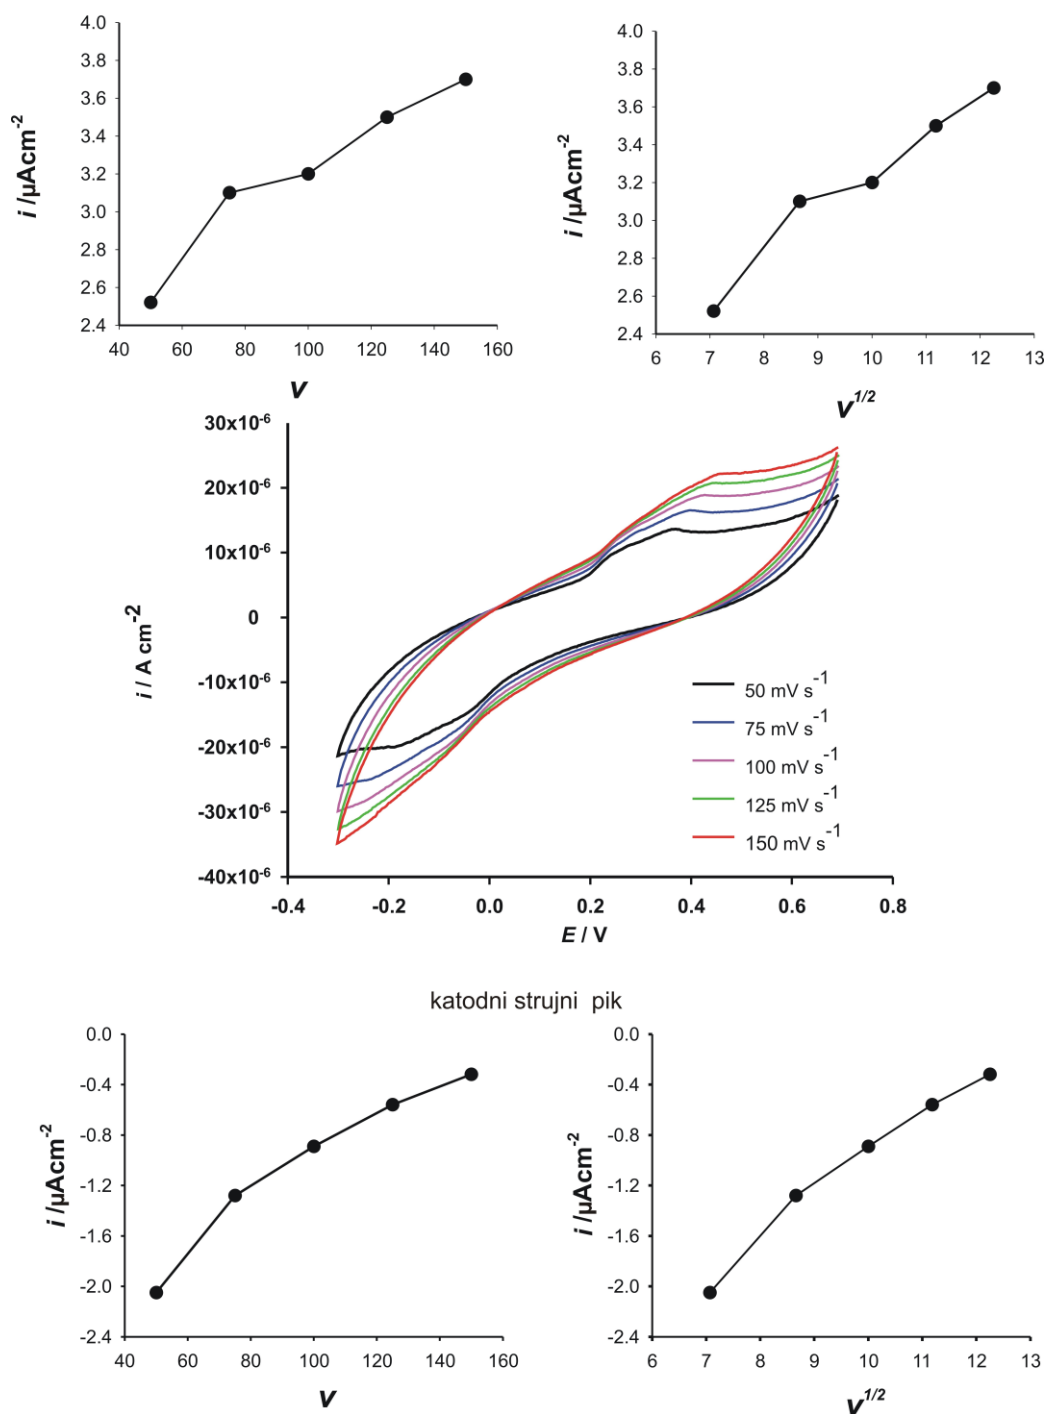 4.0
3.8
3.6
3.4
3.2
3.0
2.8
2.6
2.4
i /µAcm-2
40 60 80 100 120 140 160
v
4.0
3.8
3.6
3.4
3.2
3.0
2.8
2.6
2.4
i /µAcm-2
6 7 8 9 10 11 12 13
v1/2
30x10-6
20x10-6
10x10-6
0
-10x10-6
-20x10-6
-30x10-6
-40x10-6
i / A cm-2
50 mV s-1
75 mV s-1
100 mV s-1
125 mV s-1
150 mV s-1
-0.4 -0.2 0.0 0.2 0.4 0.6 0.8
E / V
katodni strujni pik
0.0
-0.4
-0.8
-1.2
-1.6
-2.0
-2.4
i /µAcm-2
40 60 80 100 120 140 160
v
0.0
-0.4
-0.8
-1.2
-1.6
-2.0
-2.4
i /µAcm-2
6 7 8 9 10 11 12 13
v1/2